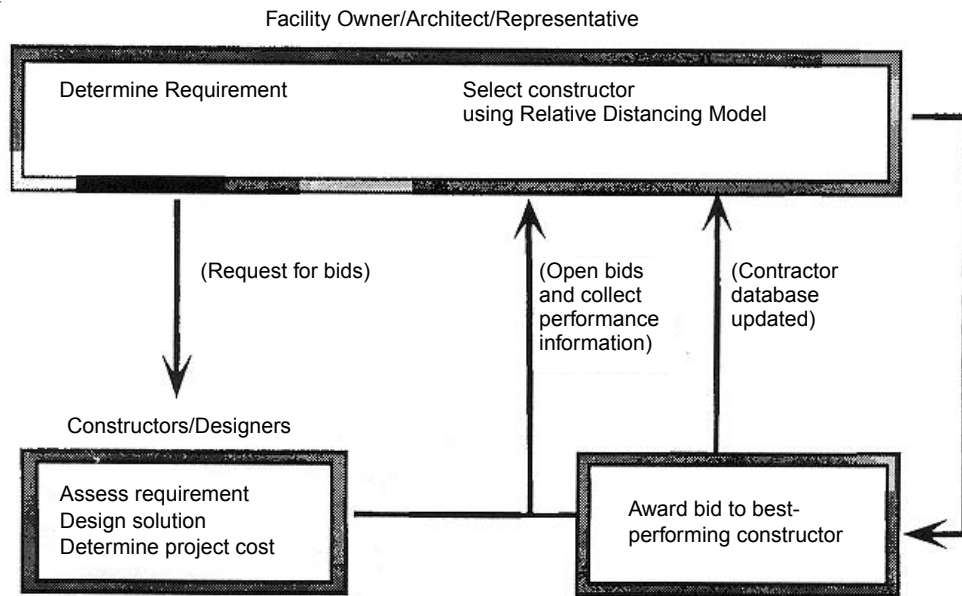 Facility Owner/Architect/Representative
Determine Requirement
Select constructor
using Relative Distancing Model
(Request for bids)
(Open bids
and collect
performance
information)
(Contractor
database
updated)
Constructors/Designers
Assess requirement
Design solution
Determine project cost
Award bid to best-
performing constructor